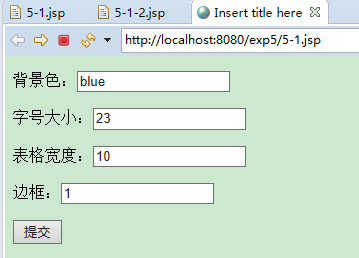 5-1.jsp 5-1-2.jsp Insert title here
http://localhost:8080/exp5/5-1.jsp
背景色：blue
字号大小：23
表格宽度：10
边框：1
提交